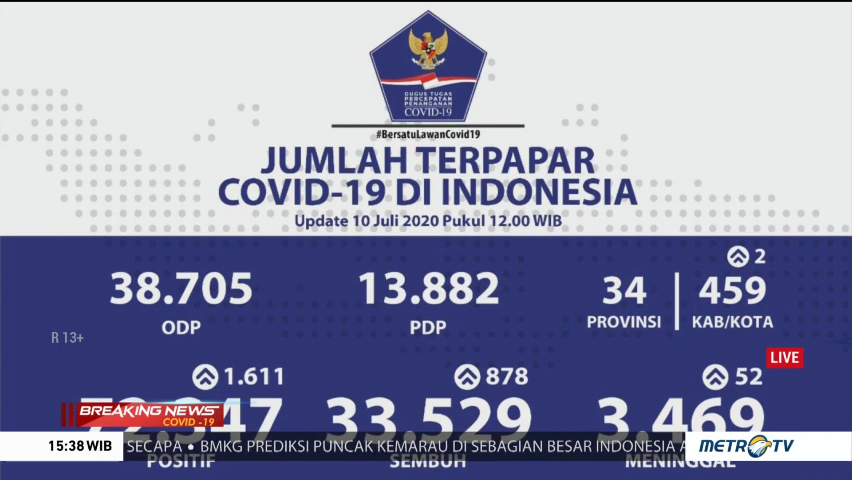 GUGUS TUGAS
PERCEPATAN
PENANGANAN
COVID-19
#BersatuLawanCovid19
JUMLAH TERPAPAR
COVID-19 DI INDONESIA
Update 10 Juli 2020 Pukul 12.00 WIB
38.705
ODP
13.882
PDP
34
PROVINSI
2
459
KAB/KOTA
R 13+
LIVE
1.611
POSITIF
878
33.529
SEMBUH
52
3.469
MENINGGAL
BREAKING NEWS
COVID -19
15:38 WIB
SECAPA • BMKG PREDIKSI PUNCAK KEMARAU DI SEBAGIAN BESAR INDONESIA
METRO TV